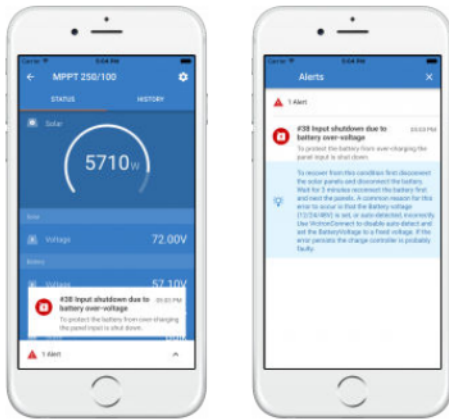 Carrier 5:04 PM
MPPT 250/100
STATUS HISTORY
Solar
5710W
Solar
Voltage 72.00V
Battery
Voltage 57.10V
#38 Input shutdown due to 03:03 PM
battery over-voltage
To protect the battery from over-charging
the panel input is shut down.
1 Alert
Carrier 5:04 PM
Alerts
1 Alert
#38 Input shutdown due to 03:03 PM
battery over-voltage
To protect the battery from over-charging the
panel input is shut down.
To recover from this condition first disconnect
the solar panels and disconnect the battery.
Wait for 3 minutes reconnect the battery first
and next the panels. A common reason for this
error to occur is that the Battery voltage
(12/24/48V) is set, or auto-detected, incorrectly.
Use VictronConnect to disable auto detect and
set the BatteryVoltage to a fixed voltage. If the
error persists the charge controller is probably
faulty.